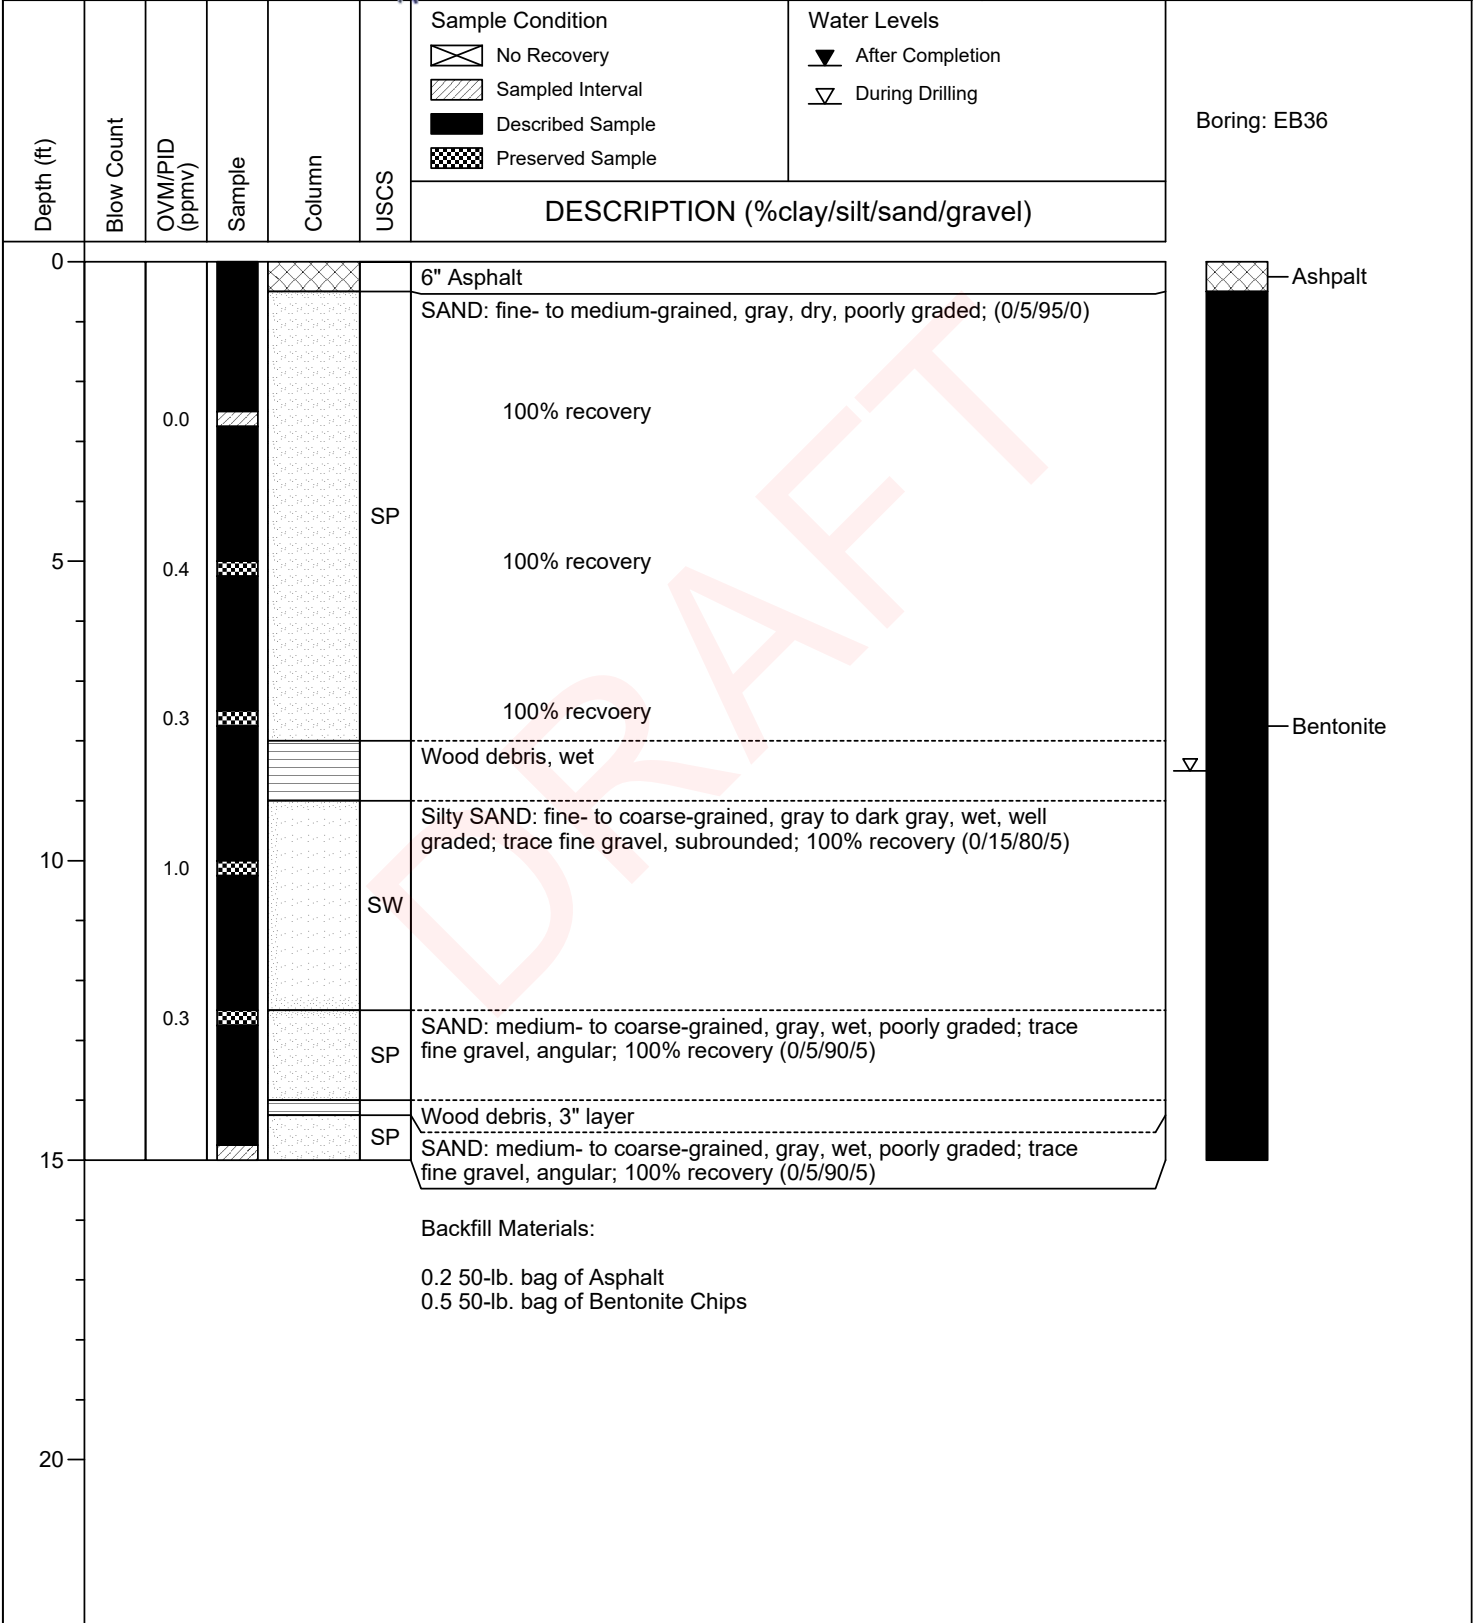 Sample Condition
No Recovery
Sampled Interval
Described Sample
Preserved Sample
Water Levels
After Completion
During Drilling
Boring: EB36
Depth (ft)
Blow Count
OVM/PID
(ppmv)
Sample
Column
USCS
DESCRIPTION (%clay/silt/sand/gravel)
0
6" Asphalt
Ashpalt
SAND: fine- to medium-grained, gray, dry, poorly graded; (0/5/95/0)
0.0
100% recovery
SP
5
0.4
100% recovery
0.3
100% recvoery
Bentonite
Wood debris, wet
Silty SAND: fine- to coarse-grained, gray to dark gray, wet, well
graded; trace fine gravel, subrounded; 100% recovery (0/15/80/5)
10
1.0
SW
0.3
SAND: medium- to coarse-grained, gray, wet, poorly graded; trace
fine gravel, angular; 100% recovery (0/5/90/5)
SP
Wood debris, 3" layer
SP
SAND: medium- to coarse-grained, gray, wet, poorly graded; trace
fine gravel, angular; 100% recovery (0/5/90/5)
15
Backfill Materials:
0.2 50-lb. bag of Asphalt
0.5 50-lb. bag of Bentonite Chips
20
DRAFT